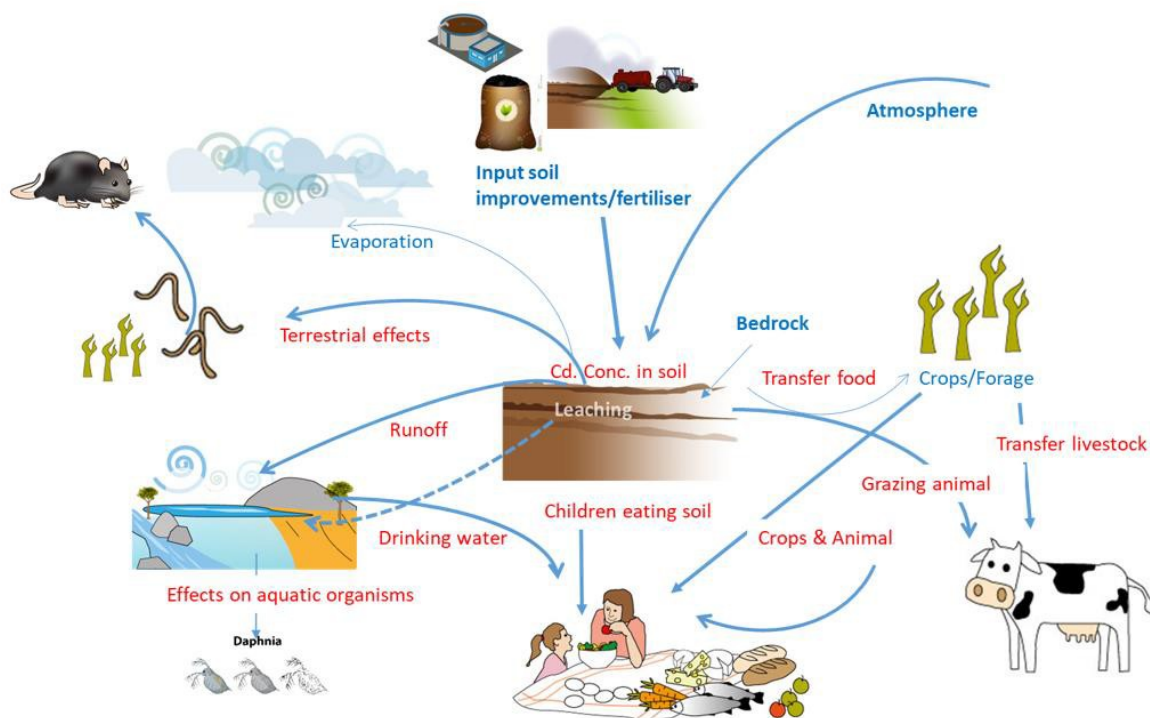 Atmosphere
Input soil
improvements/fertiliser
Evaporation
Terrestrial effects
Bedrock
Cd. Conc. in soil
Transfer food
Crops/Forage
Leaching
Runoff
Transfer livestock
Grazing animal
Children eating soil
Drinking water
Crops & Animal
Effects on aquatic organisms
Daphnia